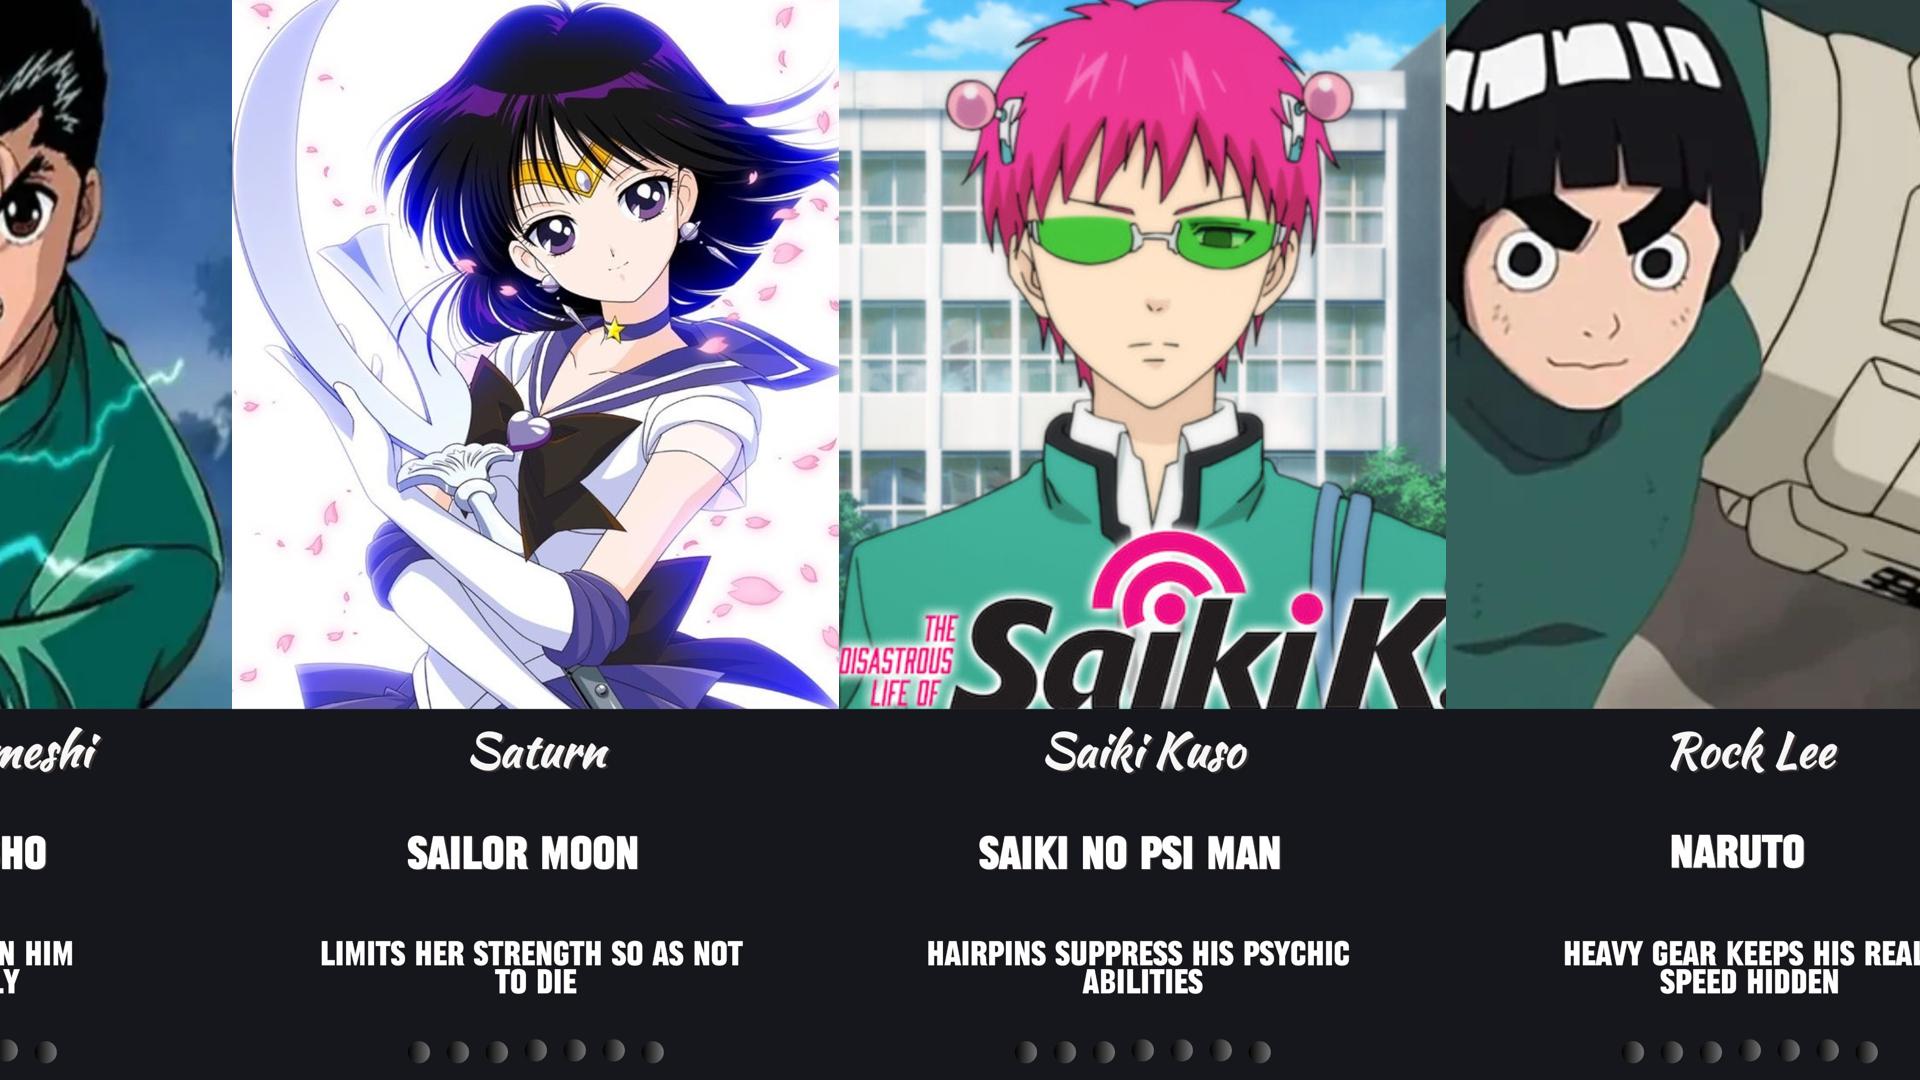 THE
DISASTROUS
LIFE OF
Saiki K.
meshi
HO
N HIM
LY
Saturn
SAILOR MOON
LIMITS HER STRENGTH SO AS NOT
TO DIE
Saiki Kuso
SAIKI NO PSI MAN
HAIRPINS SUPPRESS HIS PSYCHIC
ABILITIES
Rock Lee
NARUTO
HEAVY GEAR KEEPS HIS REAL
SPEED HIDDEN